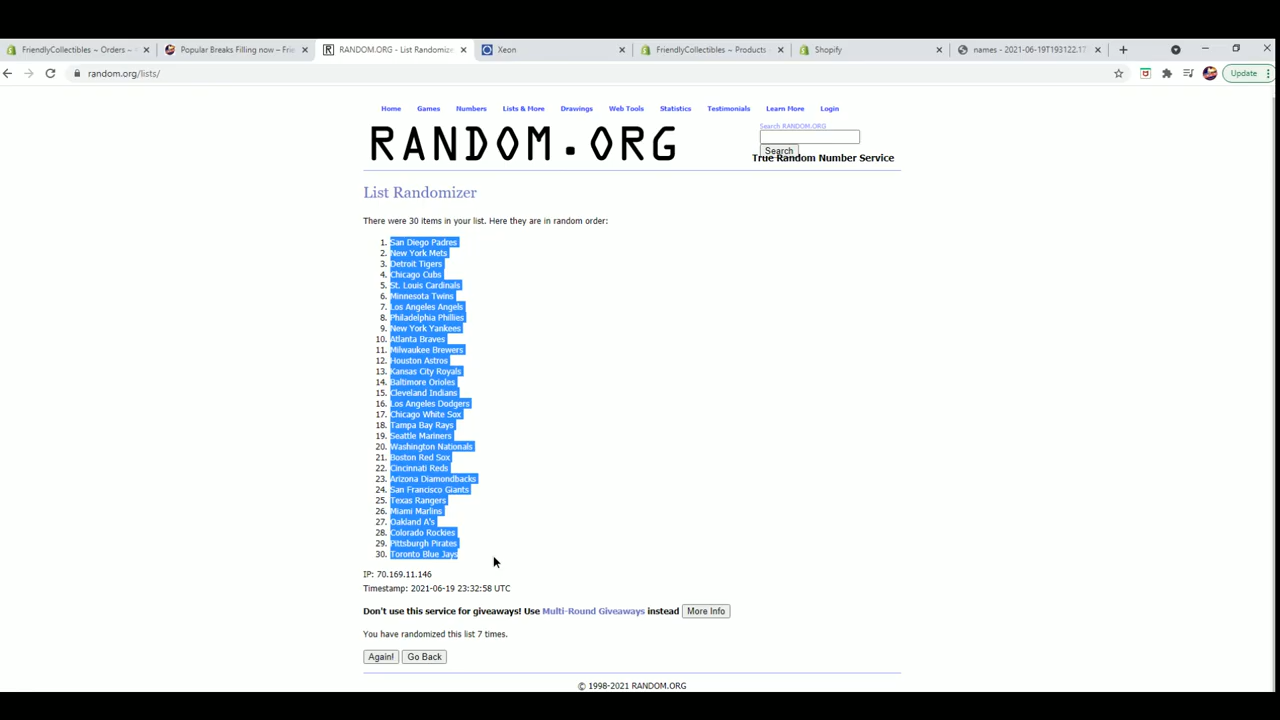 FriendlyCollectibles ~ Orders ~
Popular Breaks Filling now – Frie
RANDOM.ORG - List Randomizer
Xeon
FriendlyCollectibles ~ Products ~
Shopify
names - 2021-06-19T193122.17
random.org/lists/
Update
Home Games Numbers Lists & More Drawings Web Tools Statistics Testimonials Learn More Login
RANDOM.ORG
Search RANDOM.ORG
Search
True Random Number Service
List Randomizer
There were 30 items in your list. Here they are in random order:
1. San Diego Padres
2. New York Mets
3. Detroit Tigers
4. Chicago Cubs
5. St. Louis Cardinals
6. Minnesota Twins
7. Los Angeles Angels
8. Philadelphia Phillies
9. New York Yankees
10. Atlanta Braves
11. Milwaukee Brewers
12. Houston Astros
13. Kansas City Royals
14. Baltimore Orioles
15. Cleveland Indians
16. Los Angeles Dodgers
17. Chicago White Sox
18. Tampa Bay Rays
19. Seattle Mariners
20. Washington Nationals
21. Boston Red Sox
22. Cincinnati Reds
23. Arizona Diamondbacks
24. San Francisco Giants
25. Texas Rangers
26. Miami Marlins
27. Oakland A's
28. Colorado Rockies
29. Pittsburgh Pirates
30. Toronto Blue Jays
IP: 70.169.11.146
Timestamp: 2021-06-19 23:32:58 UTC
Don't use this service for giveaways! Use Multi-Round Giveaways instead More Info
You have randomized this list 7 times.
Again! Go Back
© 1998-2021 RANDOM.ORG